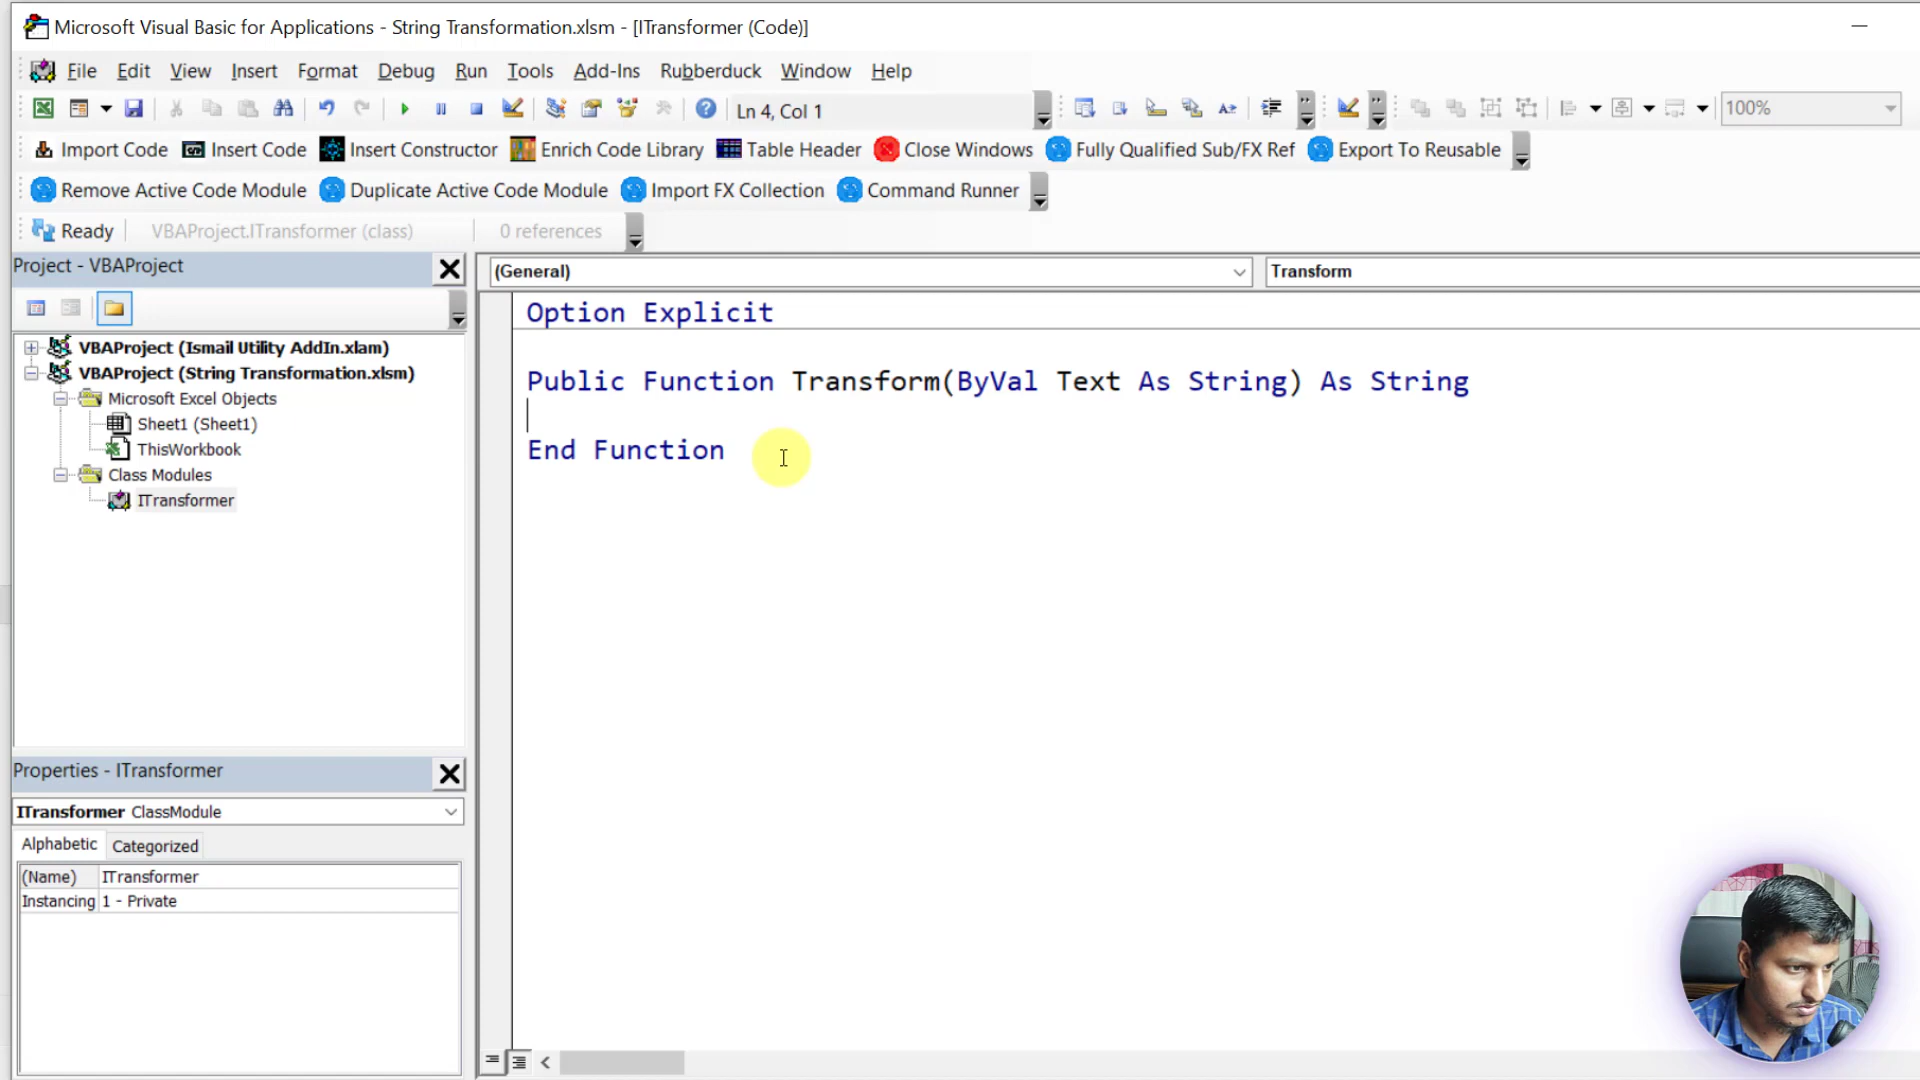 Microsoft Visual Basic for Applications - String Transformation.xlsm - [ITransformer (Code)]
File Edit View Insert Format Debug Run Tools Add-Ins Rubberduck Window Help
Ln 4, Col 1 100%
Import Code Insert Code Insert Constructor Enrich Code Library Table Header Close Windows Fully Qualified Sub/FX Ref Export To Reusable
Remove Active Code Module Duplicate Active Code Module Import FX Collection Command Runner
Ready VBAProject.ITransformer (class) 0 references
Project - VBAProject
(General) Transform
VBAProject (Ismail Utility AddIn.xlam)
VBAProject (String Transformation.xlsm)
Microsoft Excel Objects
Sheet1 (Sheet1)
ThisWorkbook
Class Modules
ITransformer
Option Explicit
Public Function Transform(ByVal Text As String) As String
End Function
Properties - ITransformer
ITransformer ClassModule
Alphabetic Categorized
(Name) ITransformer
Instancing 1 - Private